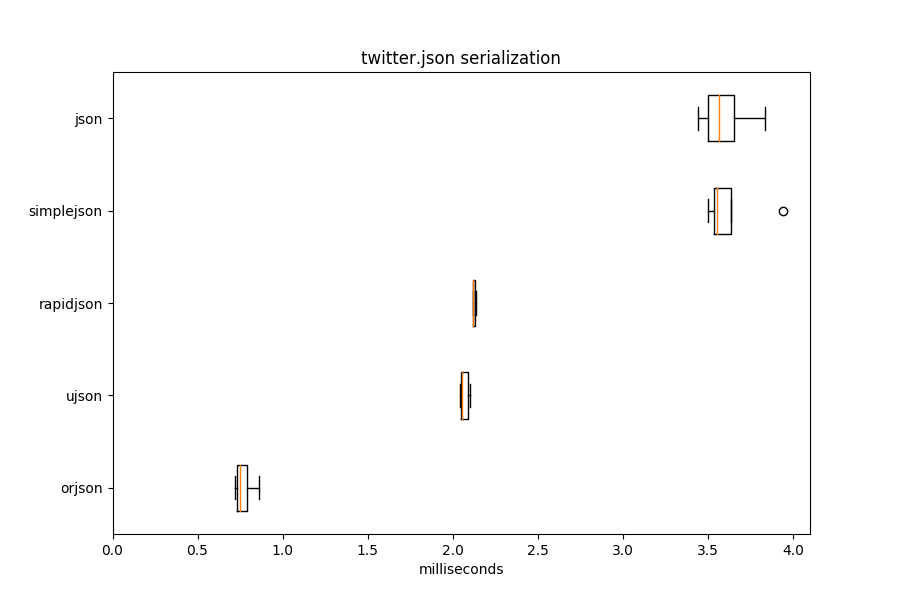 twitter.json serialization
json
simplejson
rapidjson
ujson
orjson
0.0 0.5 1.0 1.5 2.0 2.5 3.0 3.5 4.0
milliseconds